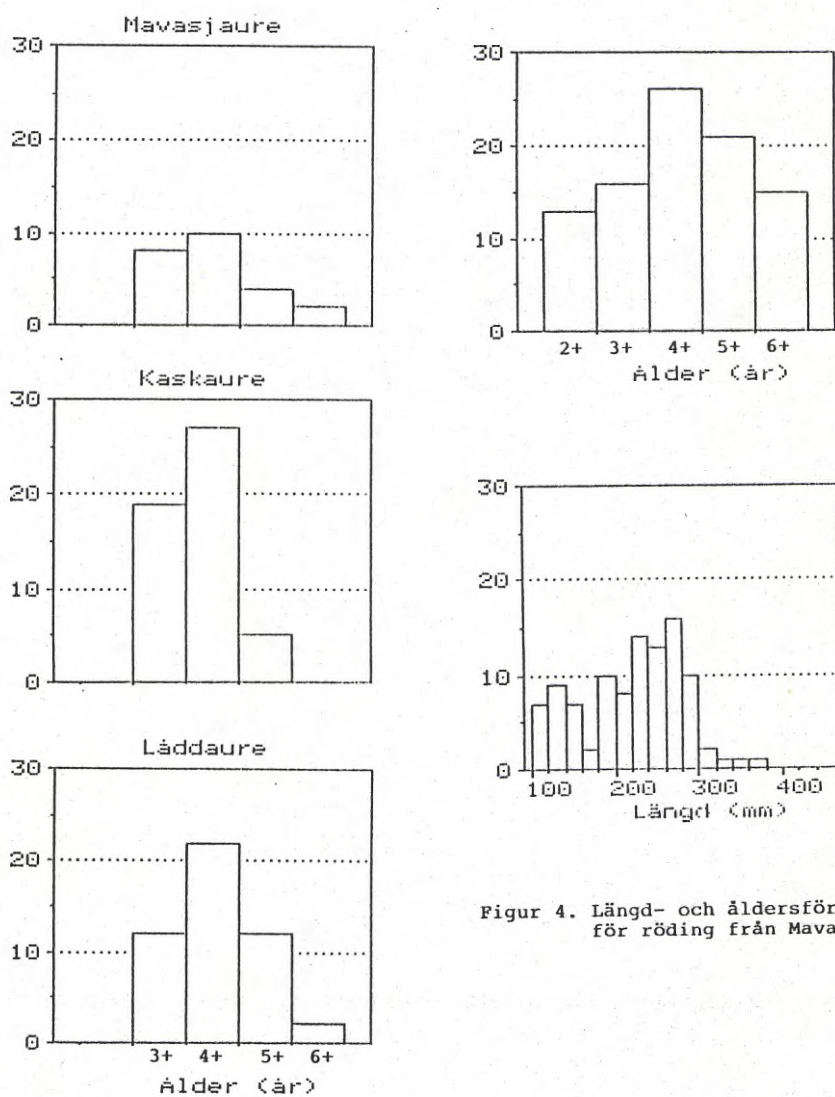 Mavasjaure
30
20
10
0
Kaskaure
30
20
10
0
Låddaure
30
20
10
0
3+ 4+ 5+ 6+
Ålder (år)
30
20
10
0
2+ 3+ 4+ 5+ 6+
Ålder (år)
30
20
10
0
100 200 300 400
Längd (mm)
Figur 4. Längd- och åldersför
för röding från Mava